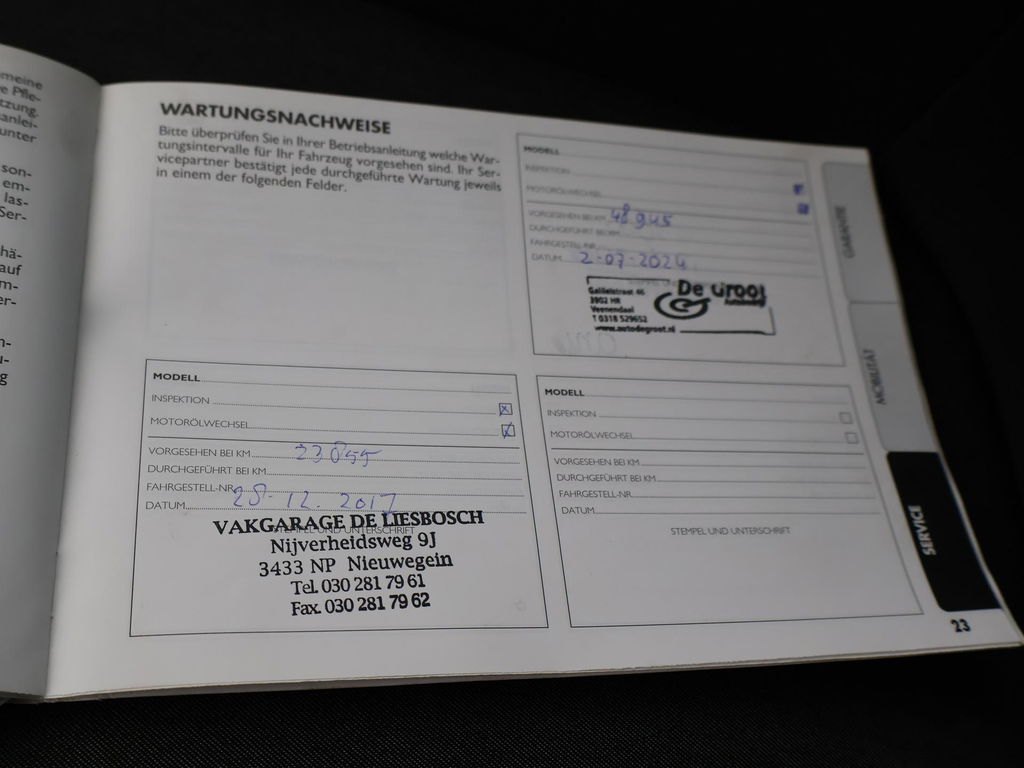 meine
e Pfle-
tzung.
anlei-
unter
son-
em-
las-
Ser-
hä-
auf
m-
er-
n-
u-
g
WARTUNGSNACHWEISE
Bitte überprüfen Sie in Ihrer Betriebsanleitung welche War-
tungsintervalle für Ihr Fahrzeug vorgesehen sind. Ihr Ser-
vicepartner bestätigt jede durchgeführte Wartung jeweils
in einem der folgenden Felder.
MODELL
INSPEKTION
MOTORÖLWECHSEL
VORGESEHEN BEI KM 48945
DURCHGEFÜHRT BEI KM
FAHRGESTELL-NR.
DATUM 2-07-2024
De Groot
Autobedrijf
Galileistraat 46
3902 HR
Veenendaal
T 0318 529652
www.autodegroot.nl
MODELL
INSPEKTION
MOTORÖLWECHSEL
VORGESEHEN BEI KM 23 055
DURCHGEFÜHRT BEI KM
FAHRGESTELL-NR.
DATUM 28-12.2017
STEMPEL UND UNTERSCHRIFT
VAKGARAGE DE LIESBOSCH
Nijverheidsweg 9J
3433 NP Nieuwegein
Tel. 030 281 79 61
Fax. 030 281 79 62
MODELL
INSPEKTION
MOTORÖLWECHSEL
VORGESEHEN BEI KM
DURCHGEFÜHRT BEI KM
FAHRGESTELL-NR.
DATUM
STEMPEL UND UNTERSCHRIFT
GARANTIE
MOBILITÄT
SERVICE
23